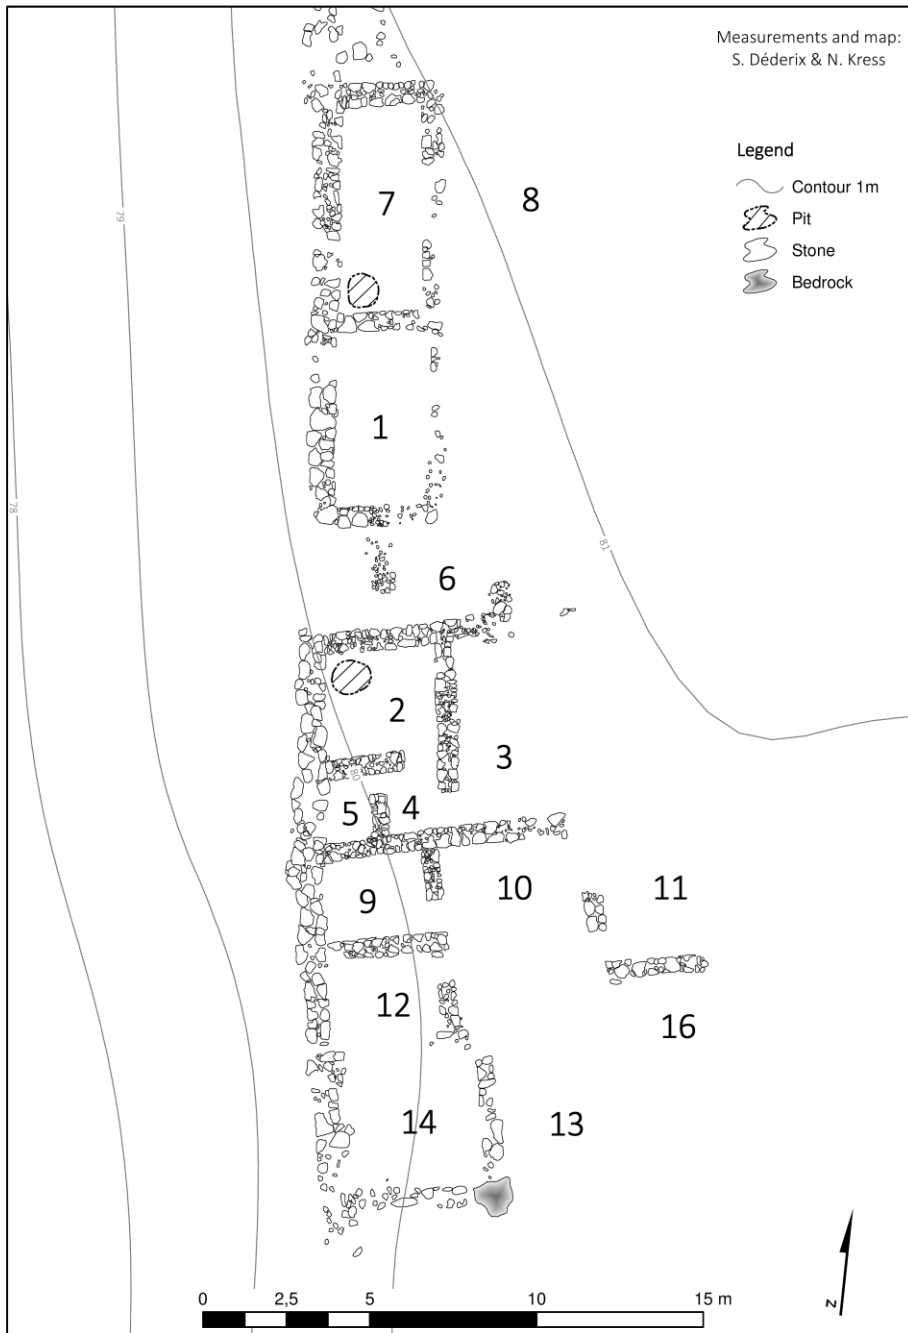 Measurements and map:
S. Déderix & N. Kress
Legend
Contour 1m
Pit
Stone
Bedrock
7
8
79
1
78
81
6
2
3
80
5
4
9
10
11
12
16
14
13
0
2,5
5
10
15 m
N